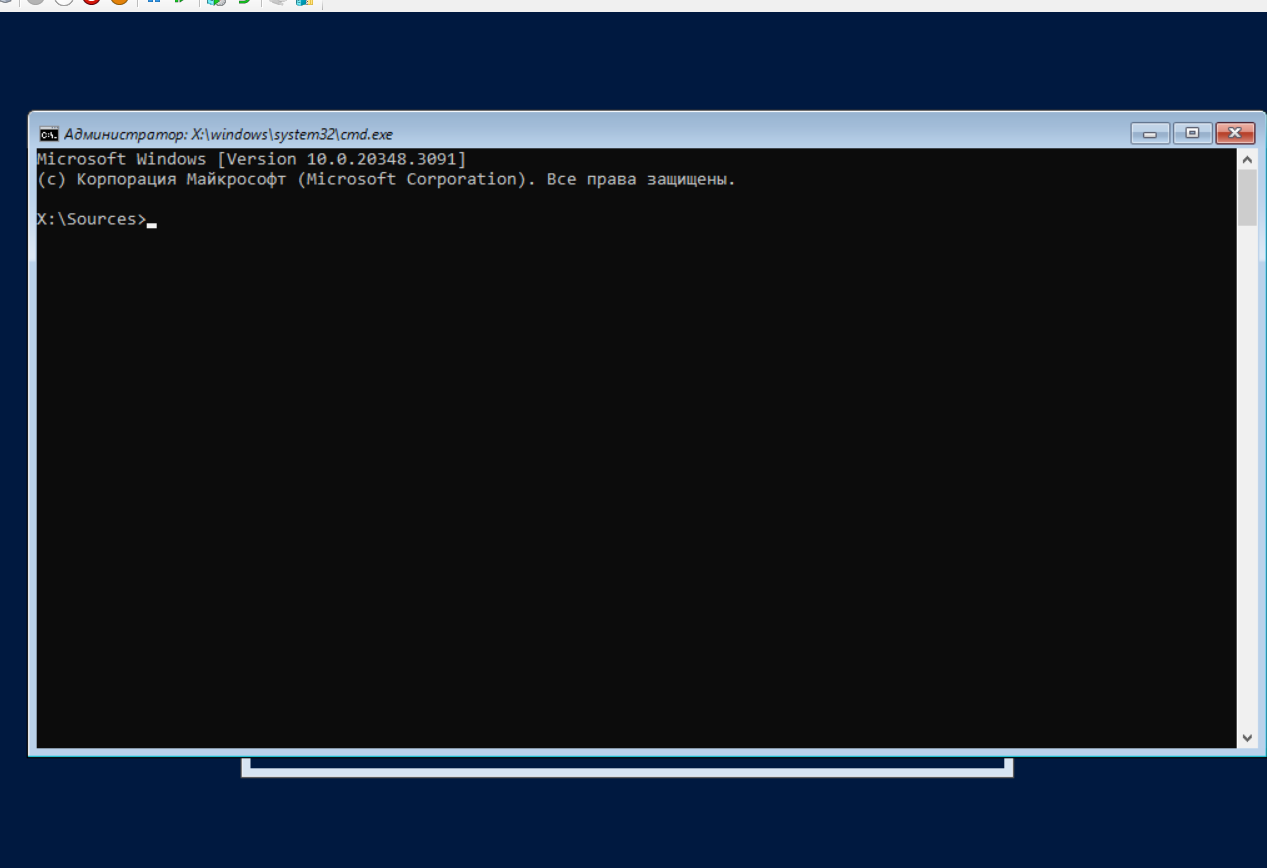 Администратор: X:\windows\system32\cmd.exe
Microsoft Windows [Version 10.0.20348.3091]
(c) Корпорация Майкрософт (Microsoft Corporation). Все права защищены.
X:\Sources>